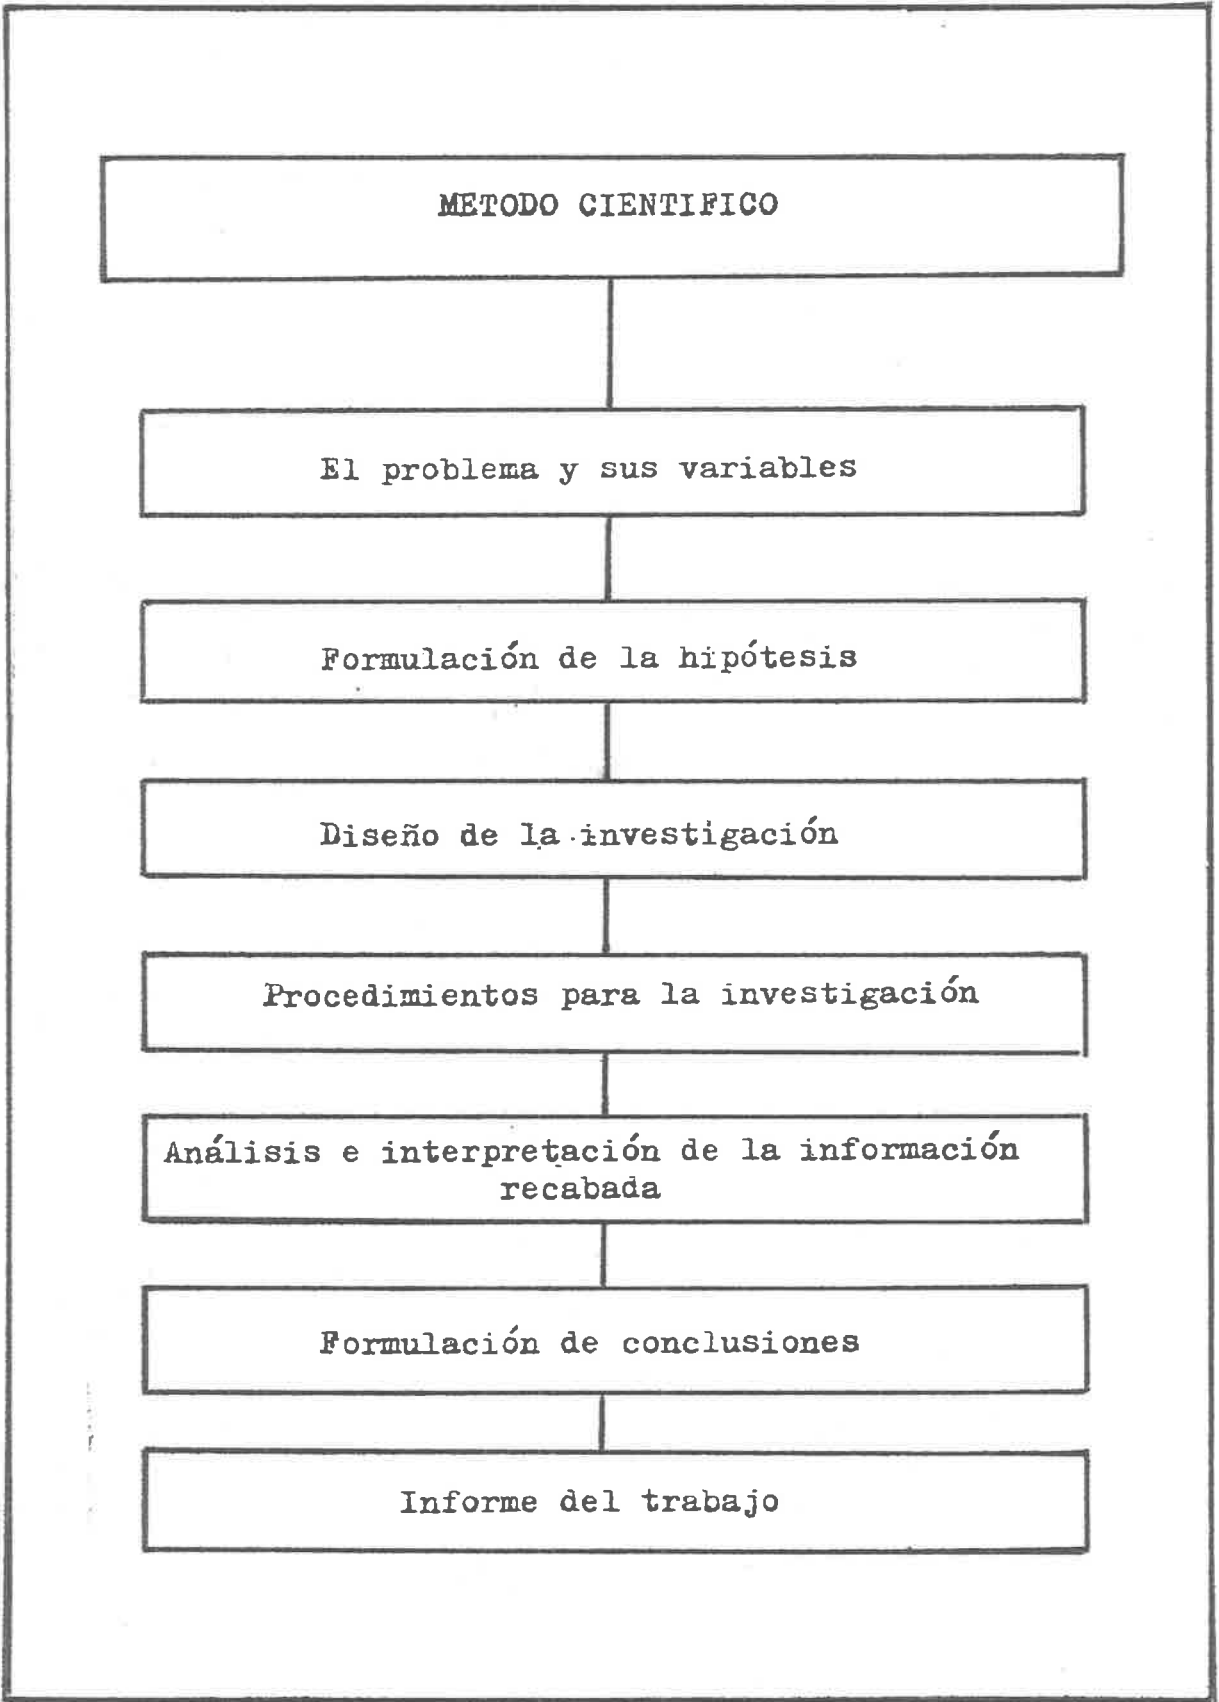 METODO CIENTIFICO
El problema y sus variables
Formulación de la hipótesis
Diseño de la investigación
Procedimientos para la investigación
Análisis e interpretación de la información
recabada
Formulación de conclusiones
Informe del trabajo